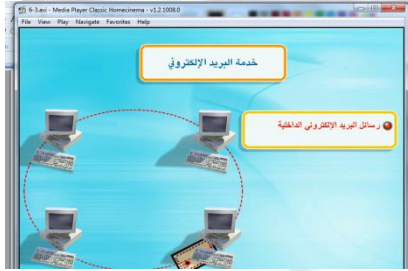 6-3.avi - Media Player Classic Homecinema - v1.2.1008.0
File View Play Navigate Favorites Help
خدمة البريد الإلكتروني
رسائل البريد الإلكتروني الداخلية